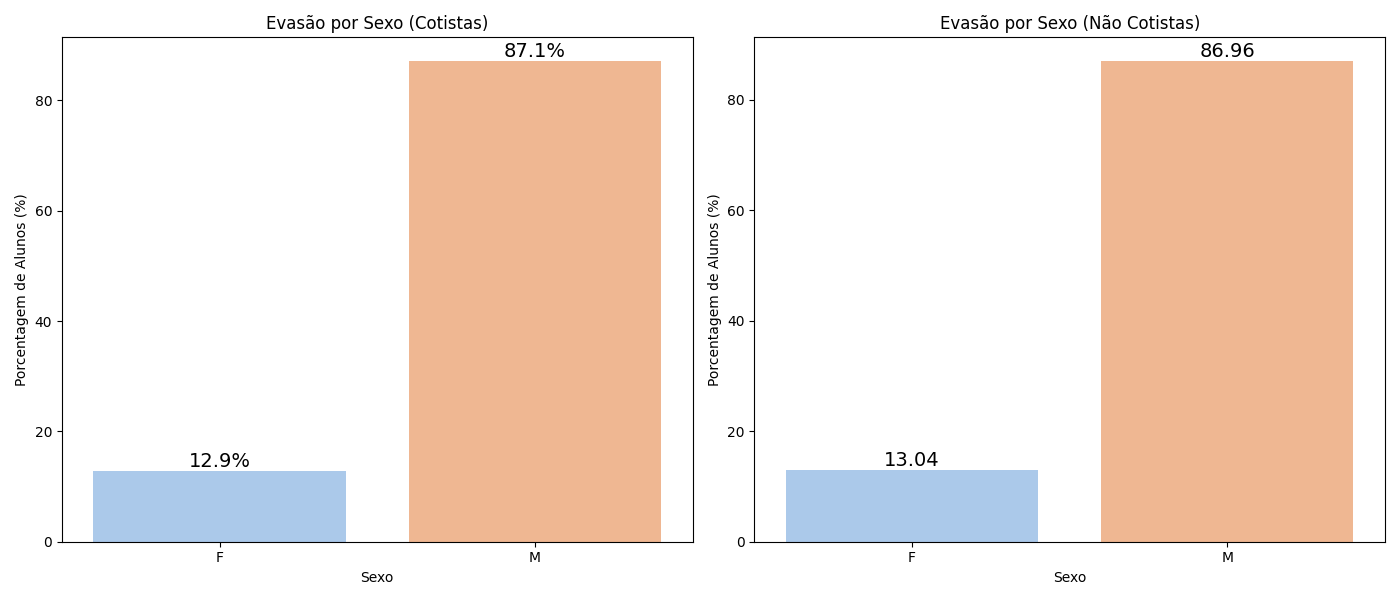 Evasão por Sexo (Cotistas)
87.1%
12.9%
80
60
40
20
0
Porcentagem de Alunos (%)
F
M
Sexo
Evasão por Sexo (Não Cotistas)
86.96
13.04
80
60
40
20
0
Porcentagem de Alunos (%)
F
M
Sexo